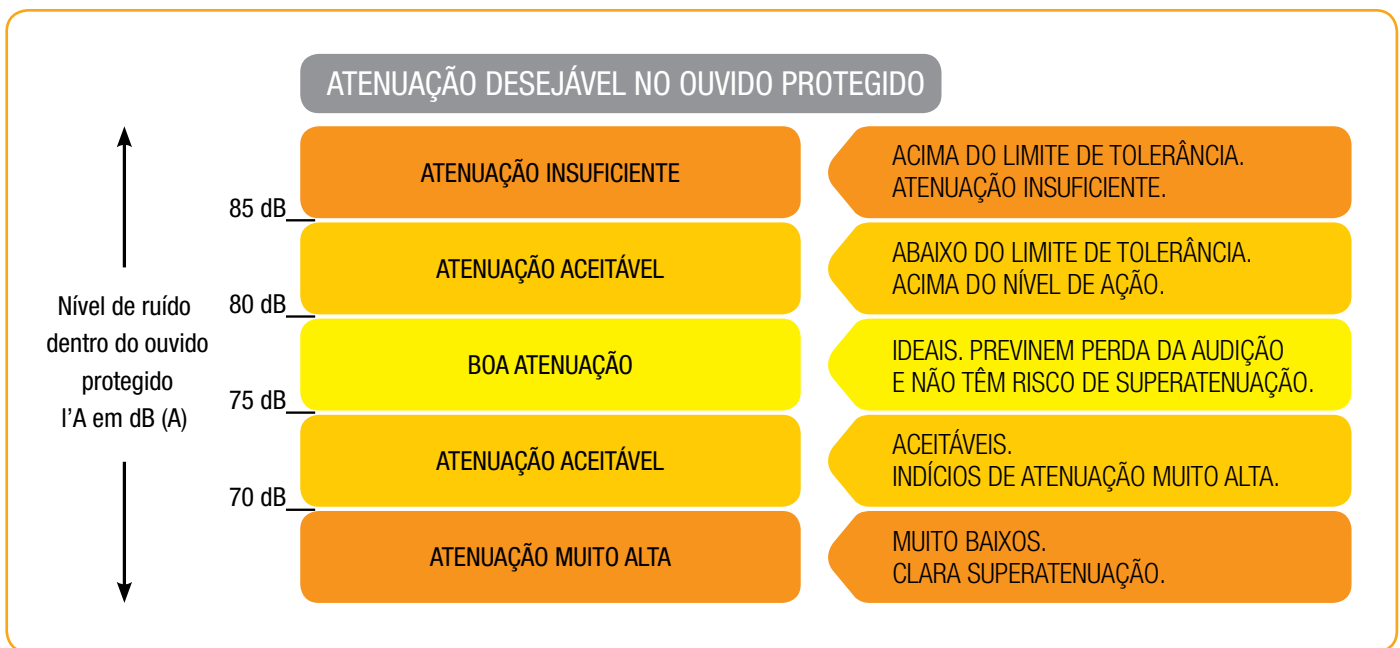 ATENUAÇÃO DESEJÁVEL NO OUVIDO PROTEGIDO
ATENUAÇÃO INSUFICIENTE
ACIMA DO LIMITE DE TOLERÂNCIA.
ATENUAÇÃO INSUFICIENTE.
85 dB
ATENUAÇÃO ACEITÁVEL
ABAIXO DO LIMITE DE TOLERÂNCIA.
ACIMA DO NÍVEL DE AÇÃO.
80 dB
Nível de ruído
dentro do ouvido
protegido
l'A em dB (A)
BOA ATENUAÇÃO
IDEAIS. PREVINEM PERDA DA AUDIÇÃO
E NÃO TÊM RISCO DE SUPERATENUAÇÃO.
75 dB
ATENUAÇÃO ACEITÁVEL
ACEITÁVEIS.
INDÍCIOS DE ATENUAÇÃO MUITO ALTA.
70 dB
ATENUAÇÃO MUITO ALTA
MUITO BAIXOS.
CLARA SUPERATENUAÇÃO.